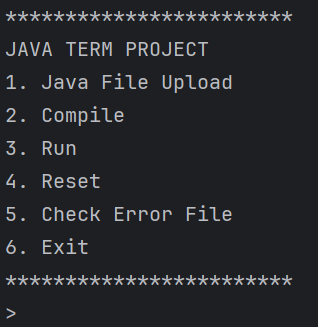 ************************
JAVA TERM PROJECT
1. Java File Upload
2. Compile
3. Run
4. Reset
5. Check Error File
6. Exit
************************
>